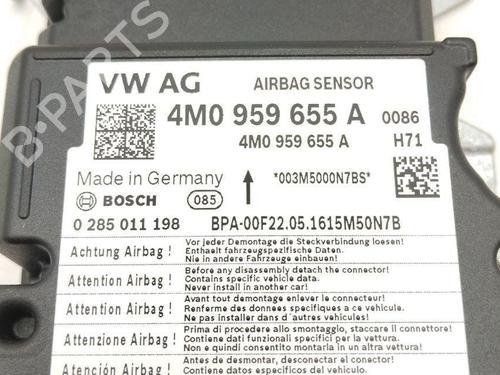 VW AG
AIRBAG SENSOR
4M0 959 655 A 0086
4M0 959 655 A H71
Made in Germany *003M5000N7BS*
BOSCH 085
0 285 011 198 BPA-00F22.05.1615M50N7B
Achtung Airbag !
Vor jeder Demontage die Steckverbindung loesen!
Enthalt fahrzeugspezifische Daten.
Nie in andere Fahrzeuge einbauen!
Attention Airbag !
Before any disassembly detach the connector!
Contains specific vehicle data.
Never install in another car!
Attention Airbag !
Avant tout demontage enlever le connecteur!
Renferme des donnees specifiques a ce vehicule.
Ne pas installer dans d'autres vehicules!
Attenzione Airbag !
Prima di procedere allo smontaggio, staccare il connettore!
Contiene dati funzionali specifici per la vettura.
Non e quindi consentito montarla in un altra vettura!
Atención Airbag !
Antes de desmontar, desconectar el conector!
Contiene datos especificos del vehiculo.
B-PARTS